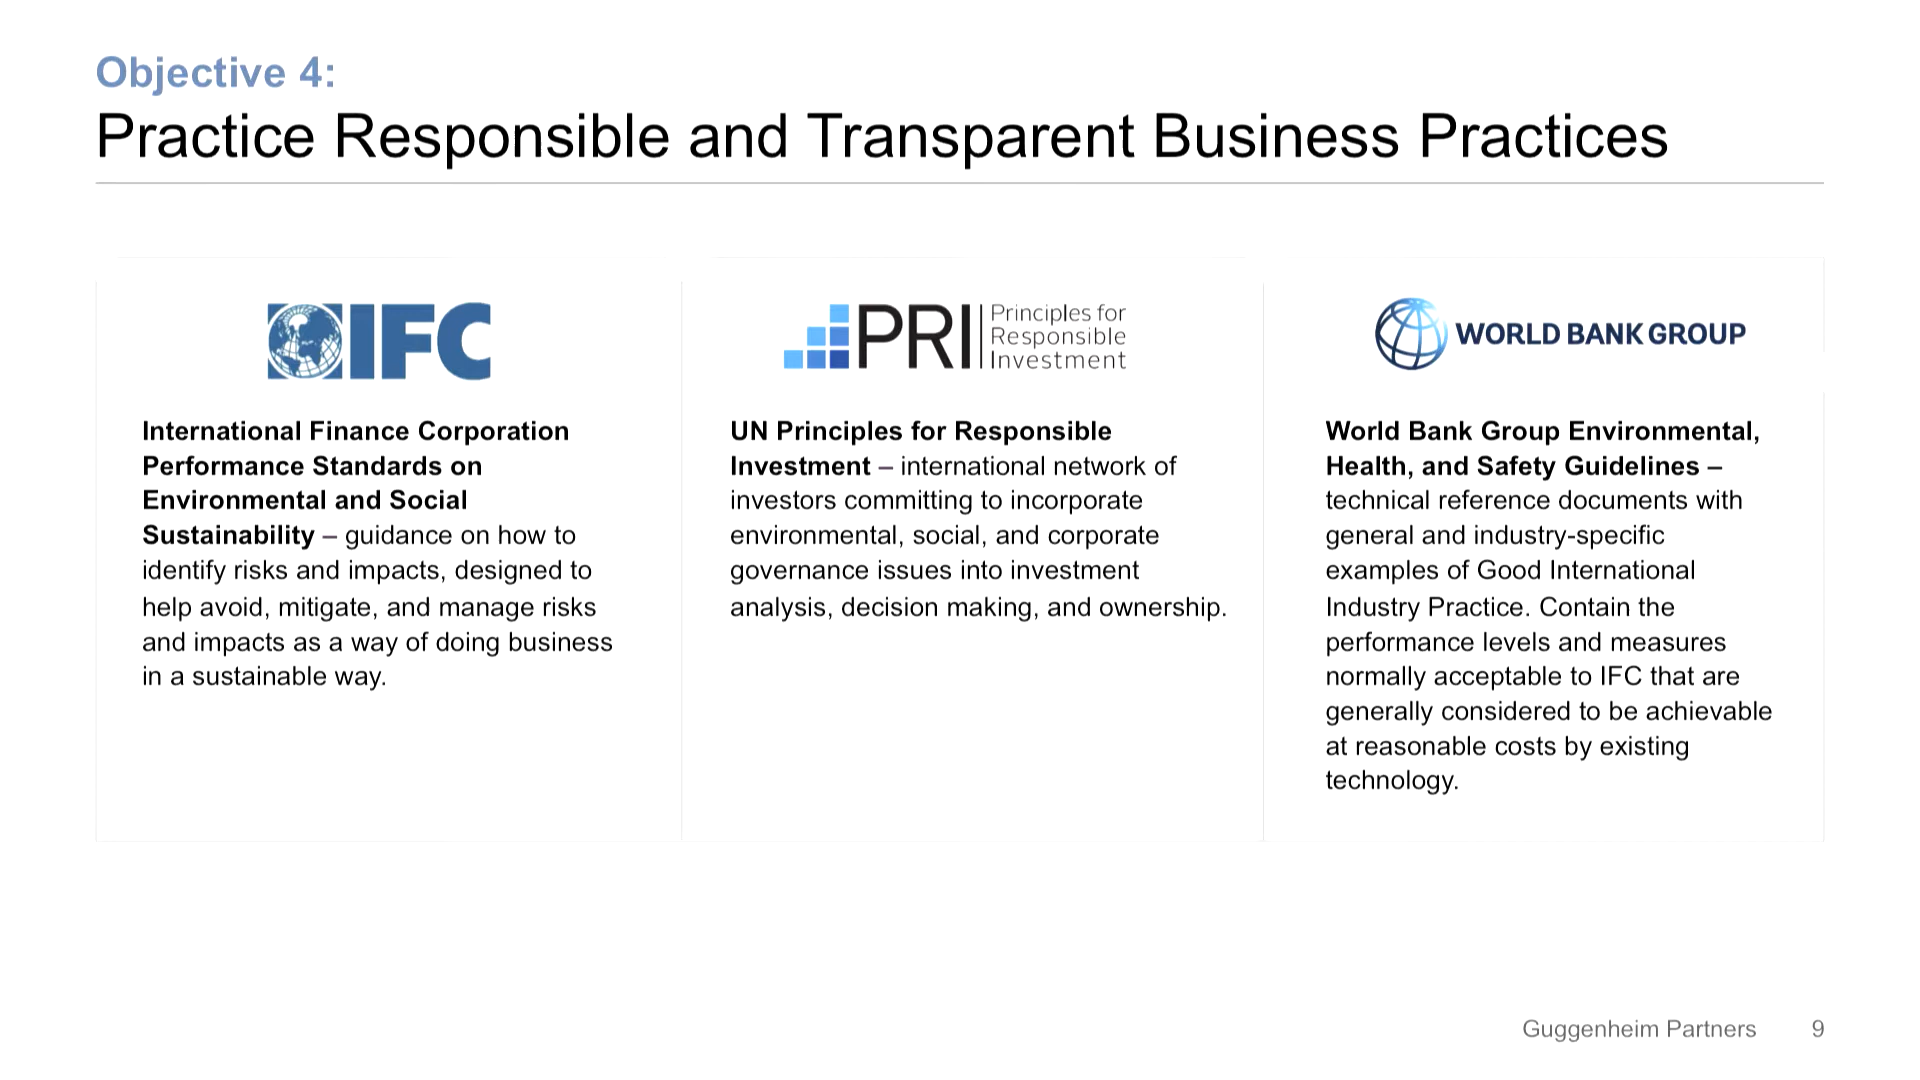 Objective 4:
Practice Responsible and Transparent Business Practices
IFC
International Finance Corporation
Performance Standards on
Environmental and Social
Sustainability – guidance on how to
identify risks and impacts, designed to
help avoid, mitigate, and manage risks
and impacts as a way of doing business
in a sustainable way.
PRI
Principles for
Responsible
Investment
UN Principles for Responsible
Investment – international network of
investors committing to incorporate
environmental, social, and corporate
governance issues into investment
analysis, decision making, and ownership.
WORLD BANK GROUP
World Bank Group Environmental,
Health, and Safety Guidelines –
technical reference documents with
general and industry-specific
examples of Good International
Industry Practice. Contain the
performance levels and measures
normally acceptable to IFC that are
generally considered to be achievable
at reasonable costs by existing
technology.
Guggenheim Partners 9